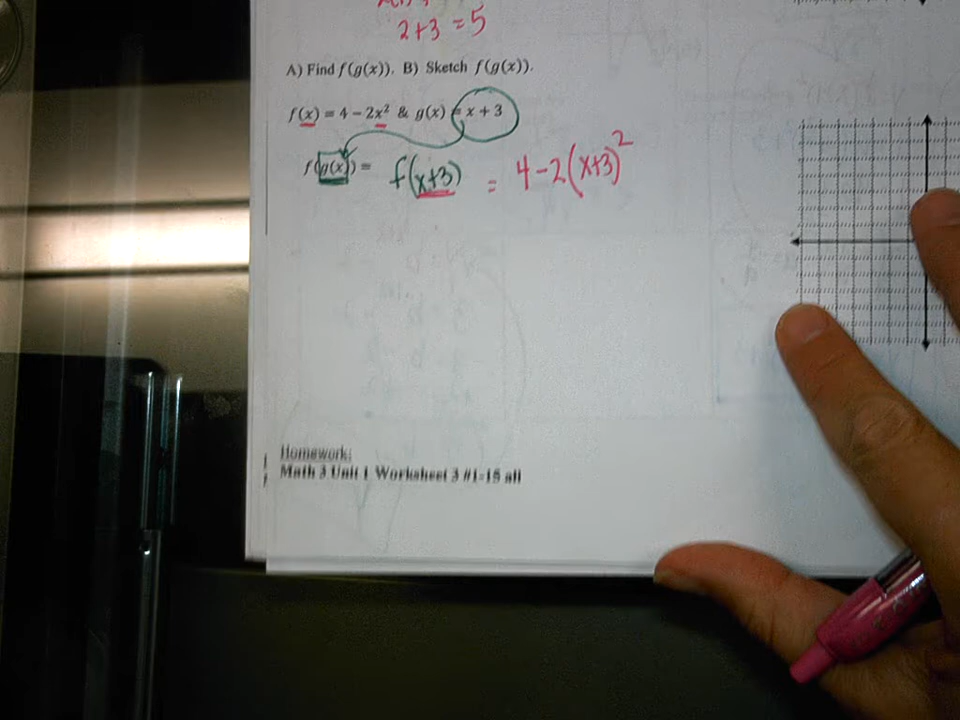 2+3 = 5
A) Find f(g(x)). B) Sketch f(g(x)).
f(x) = 4 – 2x² & g(x) = x + 3
f(g(x)) = f(x+3) = 4-2(x+3)²
Homework:
Math 3 Unit 1 Worksheet 3 #1-15 all